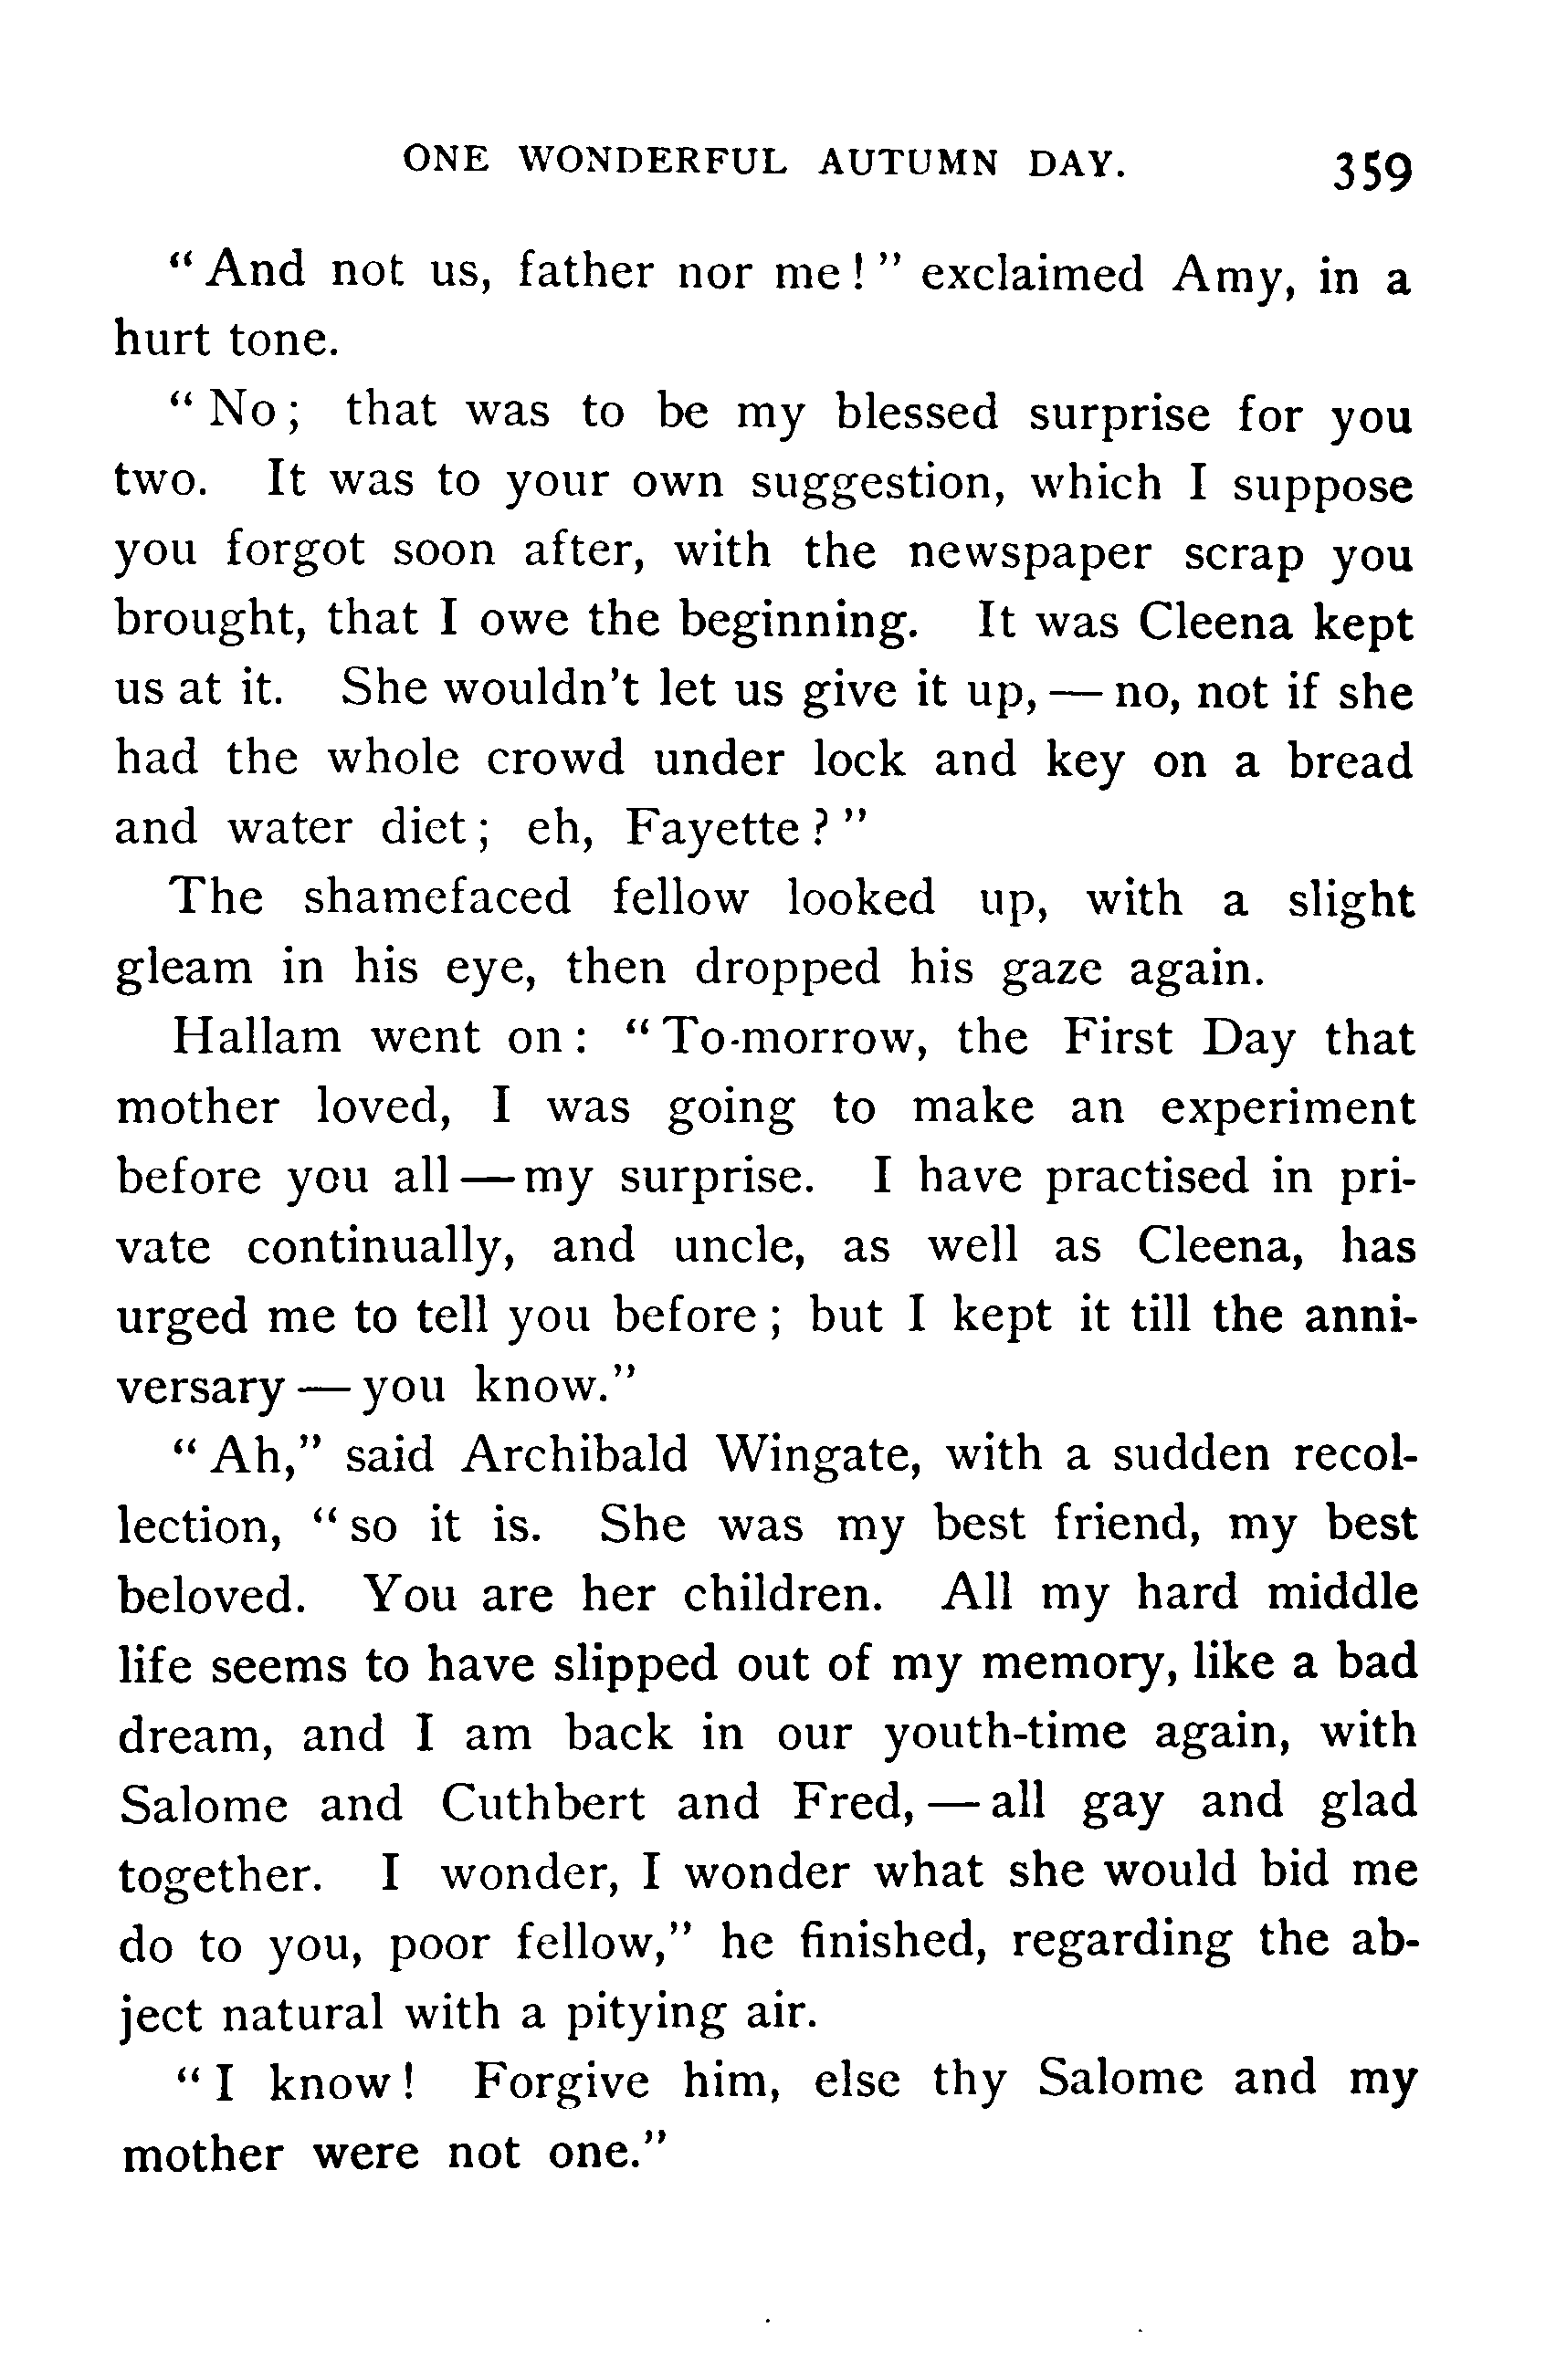 ONE WONDERFUL AUTUMN DAY. 359
“And not us, father nor me!” exclaimed Amy, in a
hurt tone.
“No; that was to be my blessed surprise for you
two. It was to your own suggestion, which I suppose
you forgot soon after, with the newspaper scrap you
brought, that I owe the beginning. It was Cleena kept
us at it. She wouldn’t let us give it up, — no, not if she
had the whole crowd under lock and key on a bread
and water diet; eh, Fayette?”
The shamefaced fellow looked up, with a slight
gleam in his eye, then dropped his gaze again.
Hallam went on: “To-morrow, the First Day that
mother loved, I was going to make an experiment
before you all — my surprise. I have practised in pri-
vate continually, and uncle, as well as Cleena, has
urged me to tell you before; but I kept it till the anni-
versary — you know.”
“Ah,” said Archibald Wingate, with a sudden recol-
lection, “so it is. She was my best friend, my best
beloved. You are her children. All my hard middle
life seems to have slipped out of my memory, like a bad
dream, and I am back in our youth-time again, with
Salome and Cuthbert and Fred, — all gay and glad
together. I wonder, I wonder what she would bid me
do to you, poor fellow,” he finished, regarding the ab-
ject natural with a pitying air.
“I know! Forgive him, else thy Salome and my
mother were not one.”